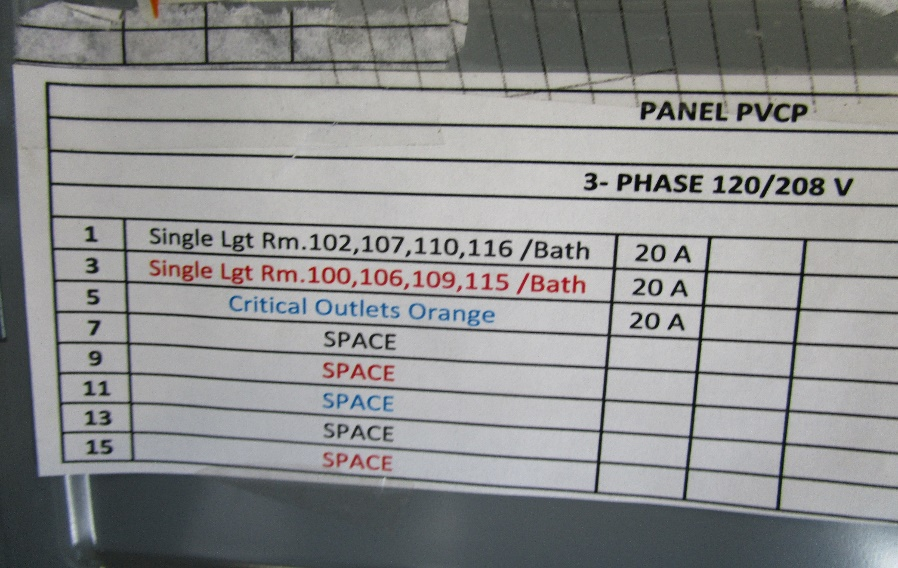 PANEL PVCP
3- PHASE 120/208 V
1 Single Lgt Rm.102,107,110,116 /Bath 20 A
3 Single Lgt Rm.100,106,109,115 /Bath 20 A
5 Critical Outlets Orange 20 A
7 SPACE
9 SPACE
11 SPACE
13 SPACE
15 SPACE